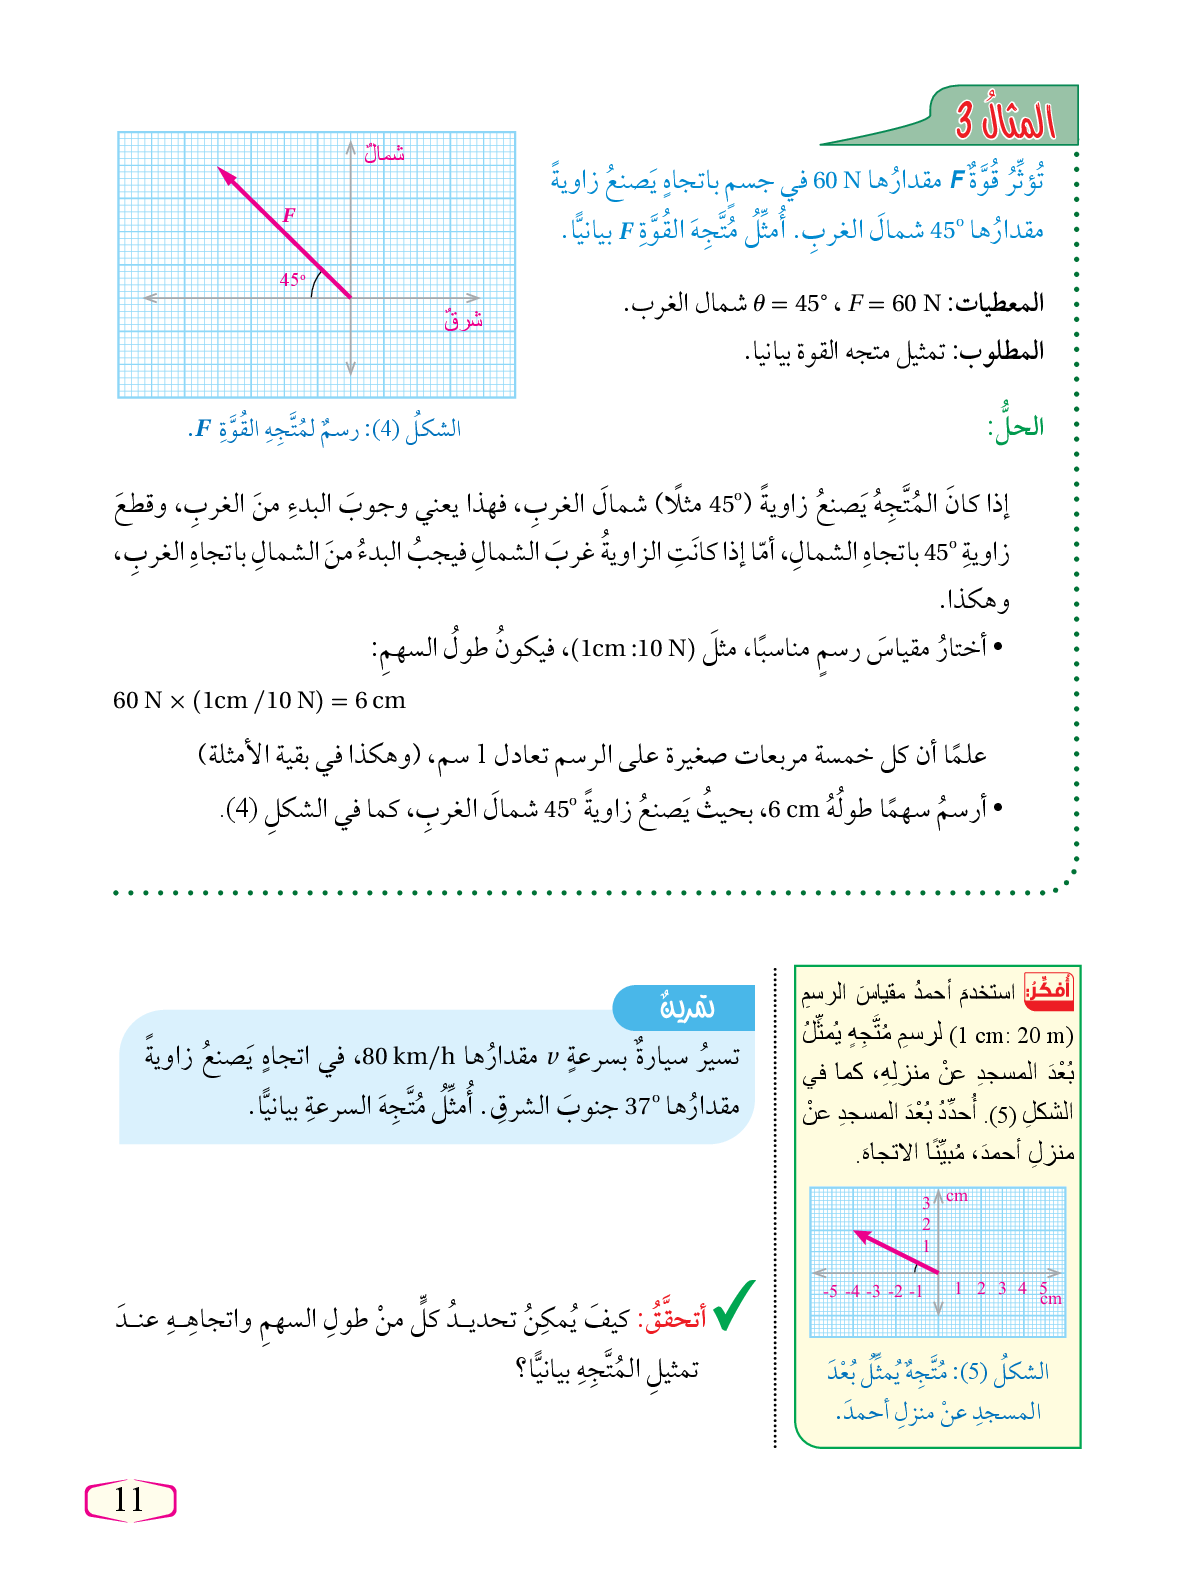 المثالُ 3
تُؤثِّرُ قُوَّةٌ F مقدارُها 60 N في جسمٍ باتجاهٍ يَصنعُ زاويةً
مقدارُها 45º شمالَ الغربِ. أُمثِّلُ مُتَّجِهَ القُوَّةِ F بيانيًّا.
المعطيات: F = 60 N ، θ = 45° شمال الغرب.
المطلوب: تمثيل متجه القوة بيانيا.
شمالٌ
F
45º
شرقٌ
الشكلُ (4): رسمٌ لمُتَّجِهِ القُوَّةِ F.
الحلُّ:
إذا كانَ المُتَّجِهُ يَصنعُ زاويةً (45º مثلًا) شمالَ الغربِ، فهذا يعني وجوبَ البدءِ منَ الغربِ، وقطعَ
زاويةِ 45º باتجاهِ الشمالِ، أمّا إذا كانَتِ الزاويةُ غربَ الشمالِ فيجبُ البدءُ منَ الشمالِ باتجاهِ الغربِ،
وهكذا.
• أختارُ مقياسَ رسمٍ مناسبًا، مثلَ (1cm :10 N)، فيكونُ طولُ السهمِ:
60 N × (1cm /10 N) = 6 cm
علمًا أن كل خمسة مربعات صغيرة على الرسم تعادل 1 سم، (وهكذا في بقية الأمثلة)
• أرسمُ سهمًا طولُهُ 6 cm، بحيثُ يَصنعُ زاويةً 45º شمالَ الغربِ، كما في الشكلِ (4).
أُفكِّرُ: استخدمَ أحمدُ مقياسَ الرسمِ
(1 cm: 20 m) لرسمِ مُتَّجِهٍ يُمثِّلُ
بُعْدَ المسجدِ عنْ منزلِهِ، كما في
الشكلِ (5). أُحدِّدُ بُعْدَ المسجدِ عنْ
منزلِ أحمدَ، مُبيِّنًا الاتجاهَ.
cm
3
2
1
-5 -4 -3 -2 -1 1 2 3 4 5
cm
الشكلُ (5): مُتَّجِهٌ يُمثِّلُ بُعْدَ
المسجدِ عنْ منزلِ أحمدَ.
تمرينٌ
تسيرُ سيارةٌ بسرعةٍ v مقدارُها 80 km/h، في اتجاهٍ يَصنعُ زاويةً
مقدارُها 37º جنوبَ الشرقِ. أُمثِّلُ مُتَّجِهَ السرعةِ بيانيًّا.
أتحقَّقُ: كيفَ يُمكِنُ تحديـدُ كلٍّ منْ طولِ السهمِ واتجاهِـهِ عنـدَ
تمثيلِ المُتَّجِهِ بيانيًّا؟
11